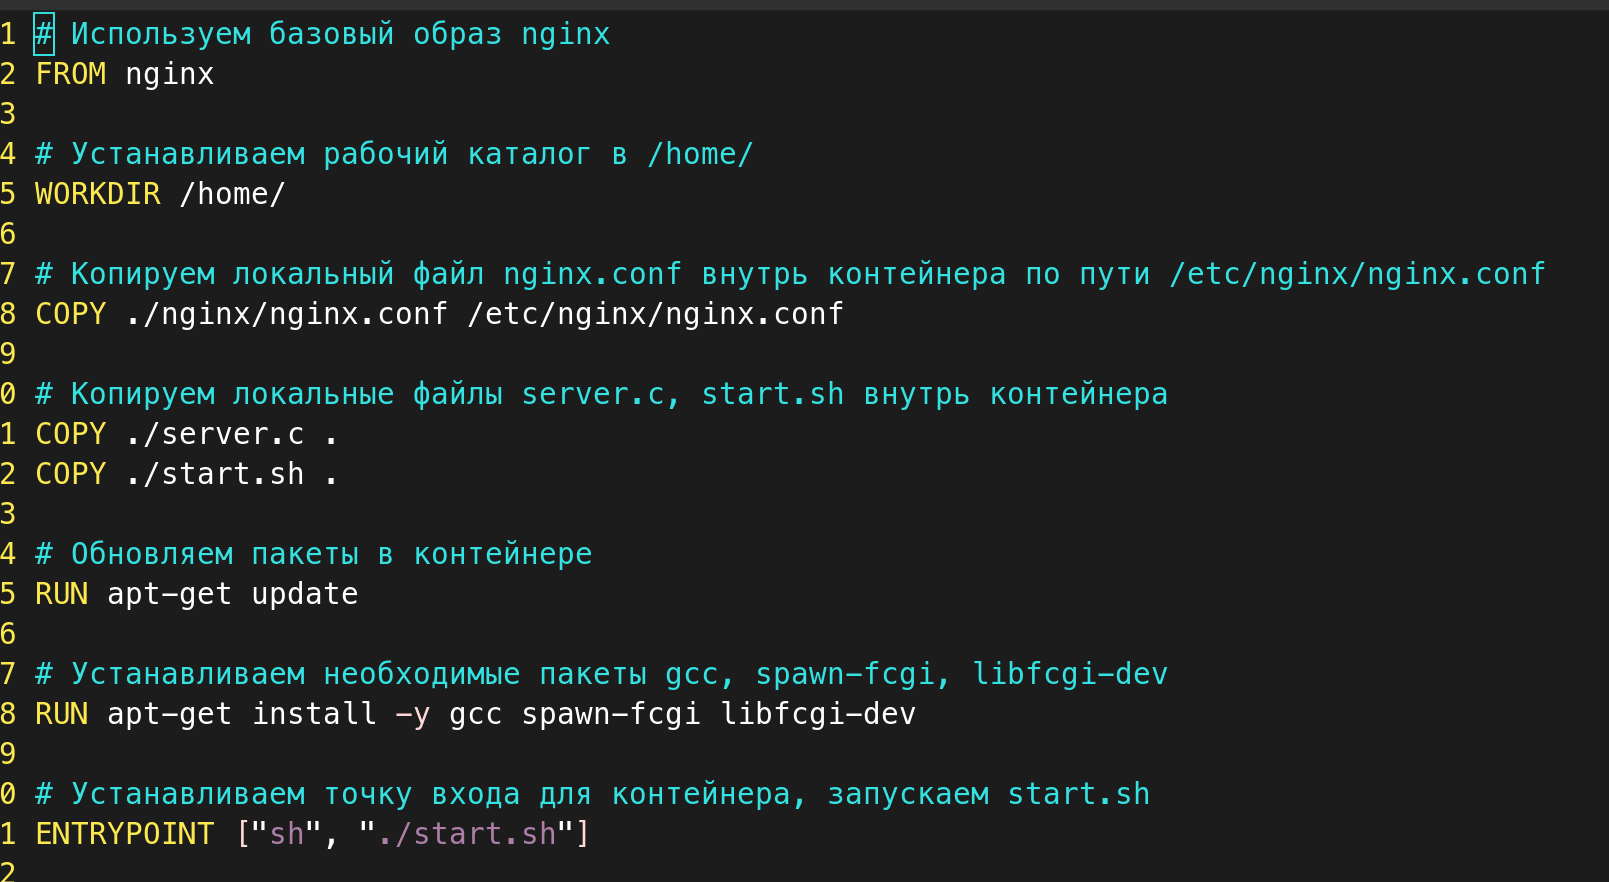 1 # Используем базовый образ nginx
2 FROM nginx
3
4 # Устанавливаем рабочий каталог в /home/
5 WORKDIR /home/
6
7 # Копируем локальный файл nginx.conf внутрь контейнера по пути /etc/nginx/nginx.conf
8 COPY ./nginx/nginx.conf /etc/nginx/nginx.conf
9
0 # Копируем локальные файлы server.c, start.sh внутрь контейнера
1 COPY ./server.c .
2 COPY ./start.sh .
3
4 # Обновляем пакеты в контейнере
5 RUN apt-get update
6
7 # Устанавливаем необходимые пакеты gcc, spawn-fcgi, libfcgi-dev
8 RUN apt-get install -y gcc spawn-fcgi libfcgi-dev
9
0 # Устанавливаем точку входа для контейнера, запускаем start.sh
1 ENTRYPOINT ["sh", "./start.sh"]
2